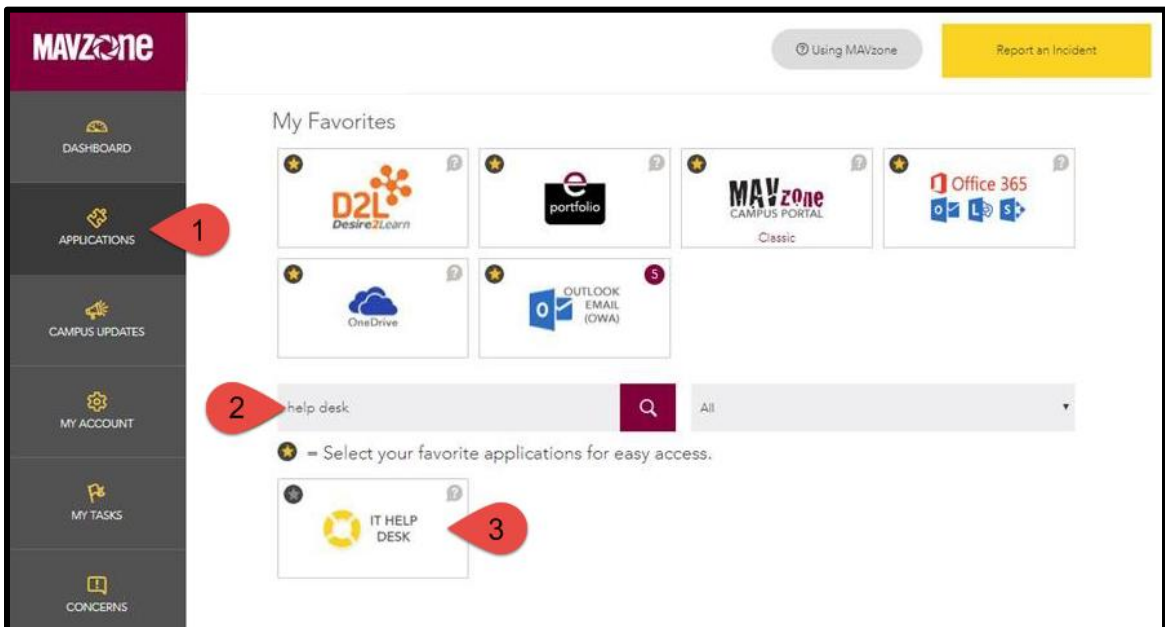 MAVZone
Using MAVzone
Report an Incident
DASHBOARD
APPLICATIONS
1
CAMPUS UPDATES
MY ACCOUNT
MY TASKS
CONCERNS
My Favorites
D2L
Desire2Learn
e
portfolio
MAVzone
CAMPUS PORTAL
Classic
Office 365
OneDrive
5
OUTLOOK
EMAIL
(OWA)
2
help desk
All
= Select your favorite applications for easy access.
IT HELP
DESK
3